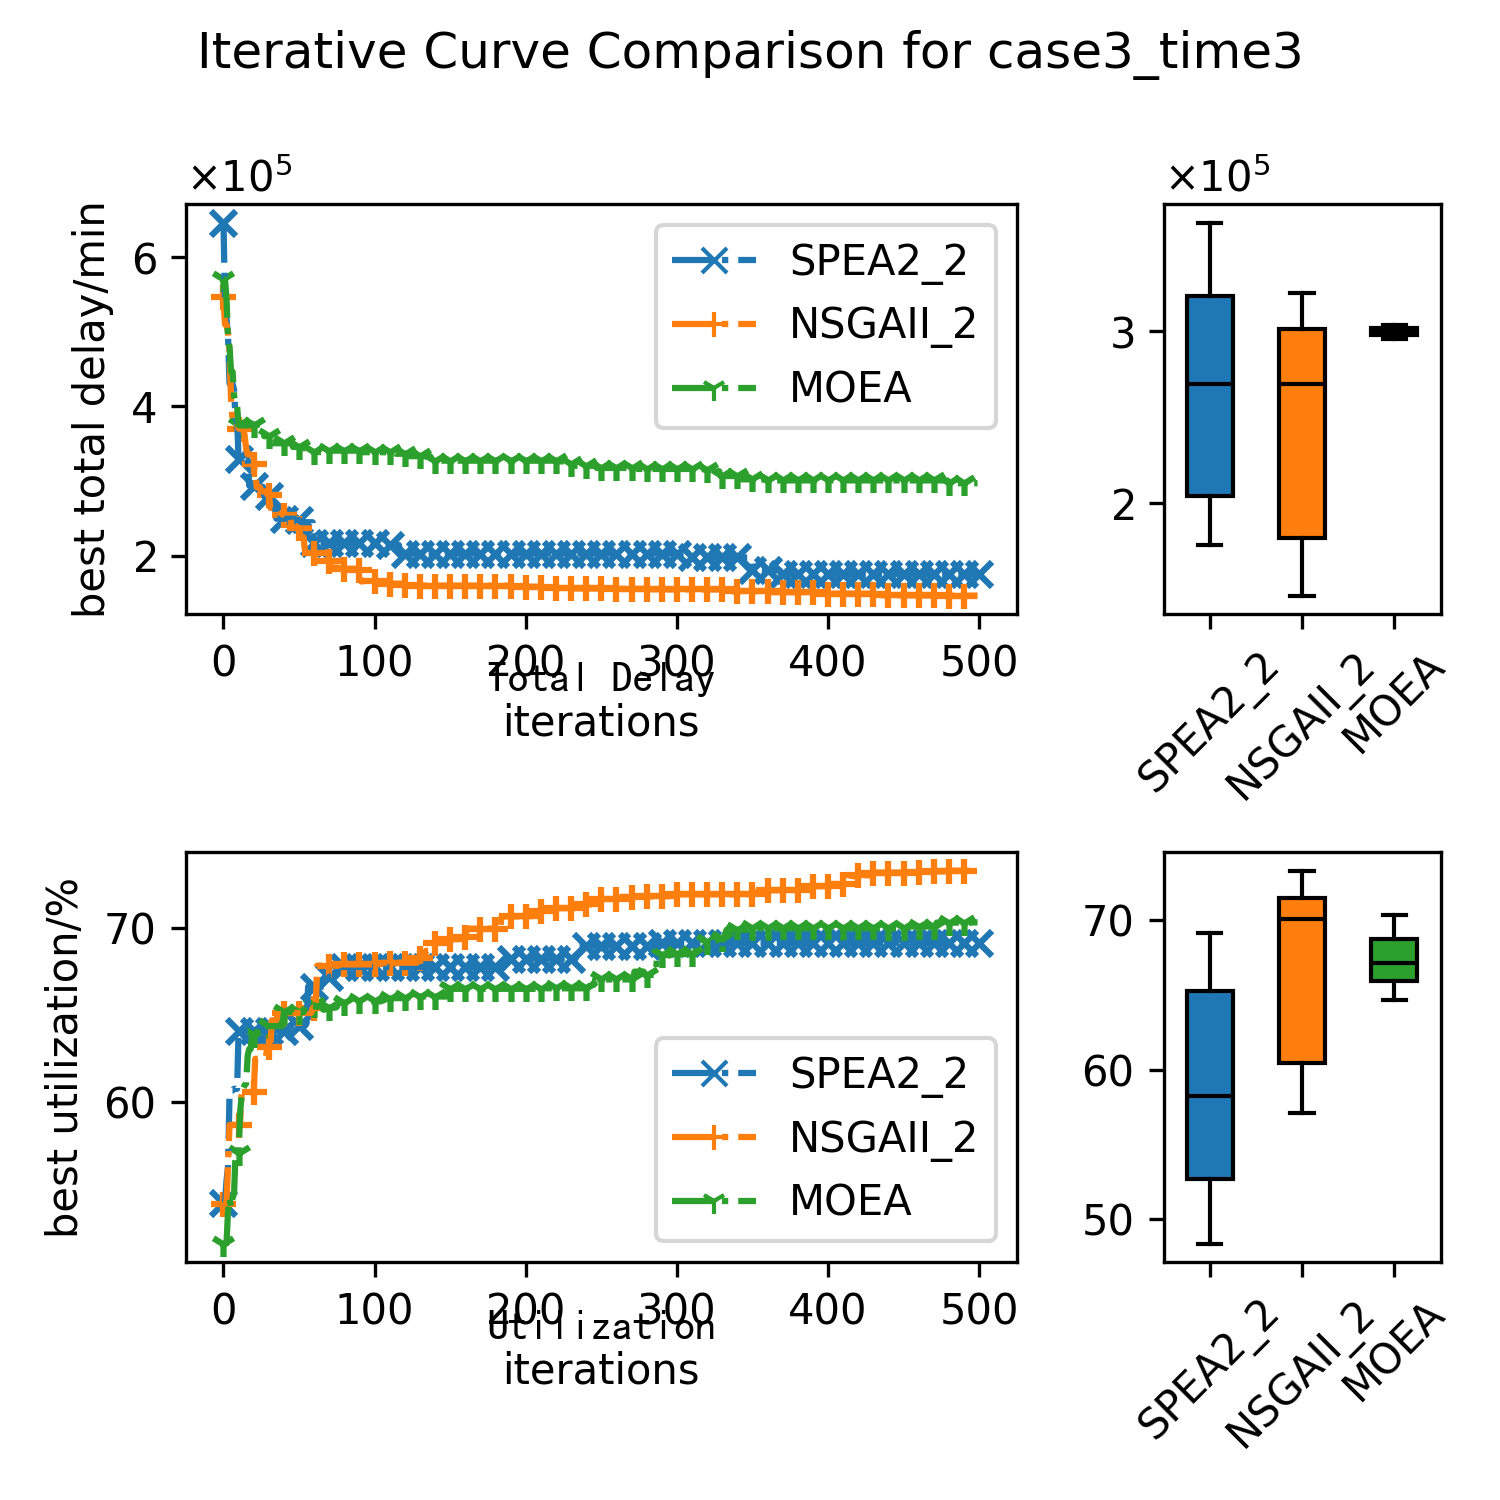 Iterative Curve Comparison for case3_time3
×10⁵
best total delay/min
6
4
2
SPEA2_2
NSGAII_2
MOEA
0 100 200 300 400 500
Total Delay
iterations
×10⁵
3
2
SPEA2_2
NSGAII_2
MOEA
best utilization/%
70
60
SPEA2_2
NSGAII_2
MOEA
0 100 200 300 400 500
Utilization
iterations
70
60
50
SPEA2_2
NSGAII_2
MOEA